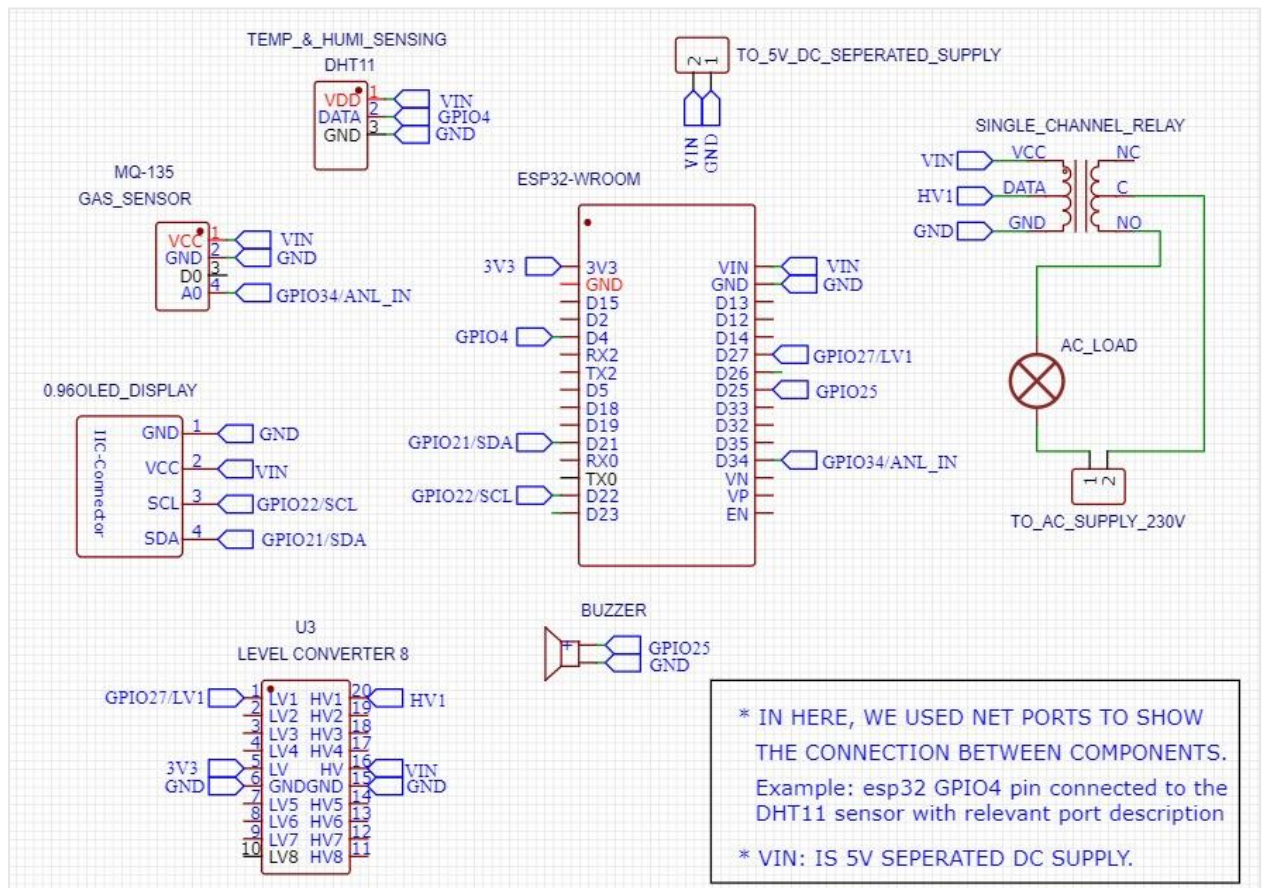 TEMP_&_HUMI_SENSING
DHT11
VDD 1 VIN
DATA 2 GPIO4
GND 3 GND
2 1
TO_5V_DC_SEPERATED_SUPPLY
VIN GND
SINGLE_CHANNEL_RELAY
VIN VCC NC
HV1 DATA C
GND GND NO
AC_LOAD
1 2
TO_AC_SUPPLY_230V
MQ-135
GAS_SENSOR
VCC 1 VIN
GND 2 GND
D0 3
A0 4 GPIO34/ANL_IN
ESP32-WROOM
3V3 3V3 VIN VIN
GND GND GND
D15 D13
D2 D12
GPIO4 D4 D14
RX2 D27 GPIO27/LV1
TX2 D26
D5 D25 GPIO25
D18 D33
D19 D32
GPIO21/SDA D21 D35
RX0 D34 GPIO34/ANL_IN
TX0 VN
GPIO22/SCL D22 VP
D23 EN
0.96OLED_DISPLAY
IIC-Connector
GND 1 GND
VCC 2 VIN
SCL 3 GPIO22/SCL
SDA 4 GPIO21/SDA
BUZZER
+ GPIO25
GND
U3
LEVEL CONVERTER 8
GPIO27/LV1 1 LV1 HV1 20 HV1
2 LV2 HV2 19
3 LV3 HV3 18
4 LV4 HV4 17
3V3 5 LV HV 16 VIN
GND 6 GND GND 15 GND
7 LV5 HV5 14
8 LV6 HV6 13
9 LV7 HV7 12
10 LV8 HV8 11
* IN HERE, WE USED NET PORTS TO SHOW
THE CONNECTION BETWEEN COMPONENTS.
Example: esp32 GPIO4 pin connected to the
DHT11 sensor with relevant port description
* VIN: IS 5V SEPERATED DC SUPPLY.